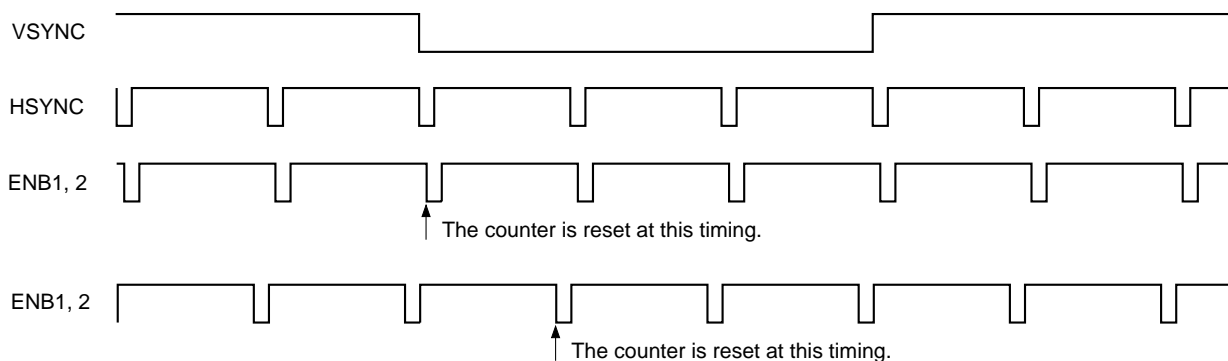 VSYNC
HSYNC
ENB1, 2
The counter is reset at this timing.
ENB1, 2
The counter is reset at this timing.